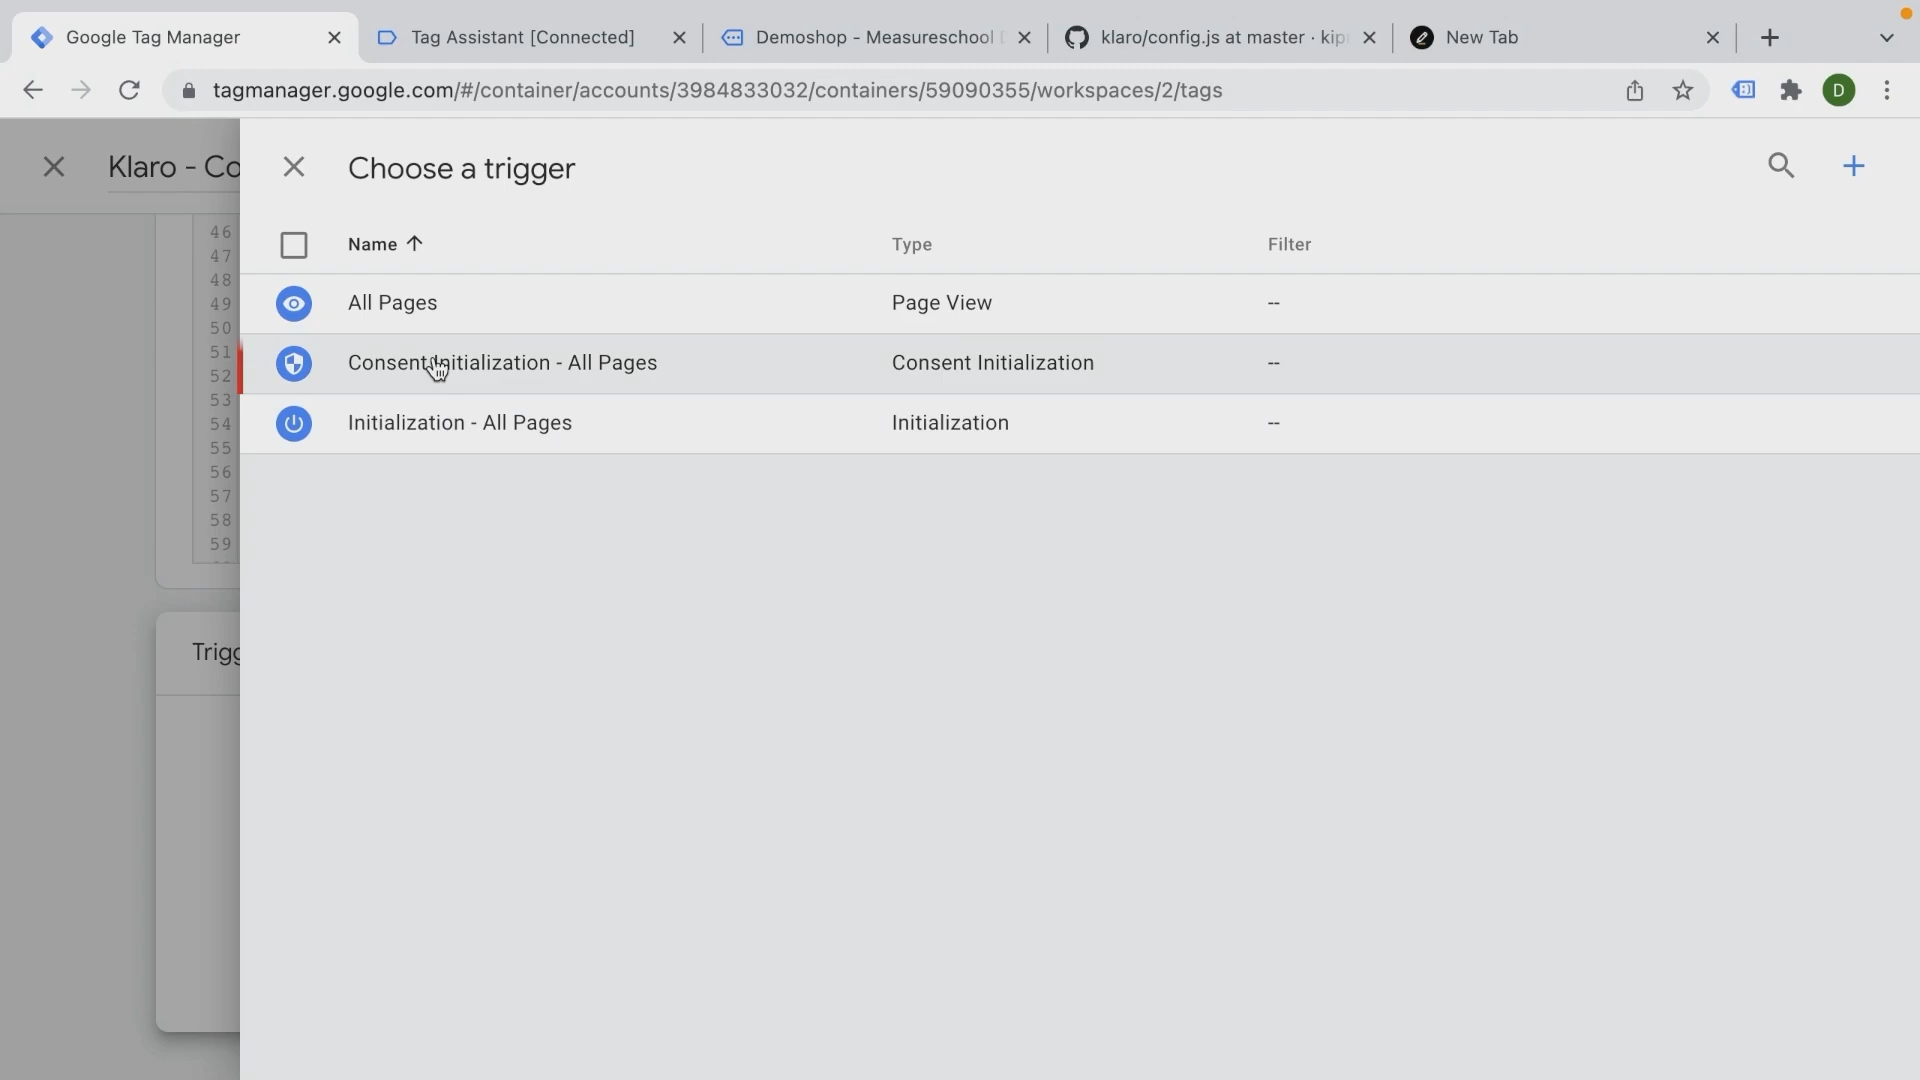 Google Tag Manager
Tag Assistant [Connected]
Demoshop - Measureschool
klaro/config.js at master · kip
New Tab
tagmanager.google.com/#/container/accounts/3984833032/containers/59090355/workspaces/2/tags
D
Klaro - Co
Choose a trigger
Name Type Filter
All Pages Page View --
Consent Initialization - All Pages Consent Initialization --
Initialization - All Pages Initialization --
46
47
48
49
50
51
52
53
54
55
56
57
58
59
Trigg